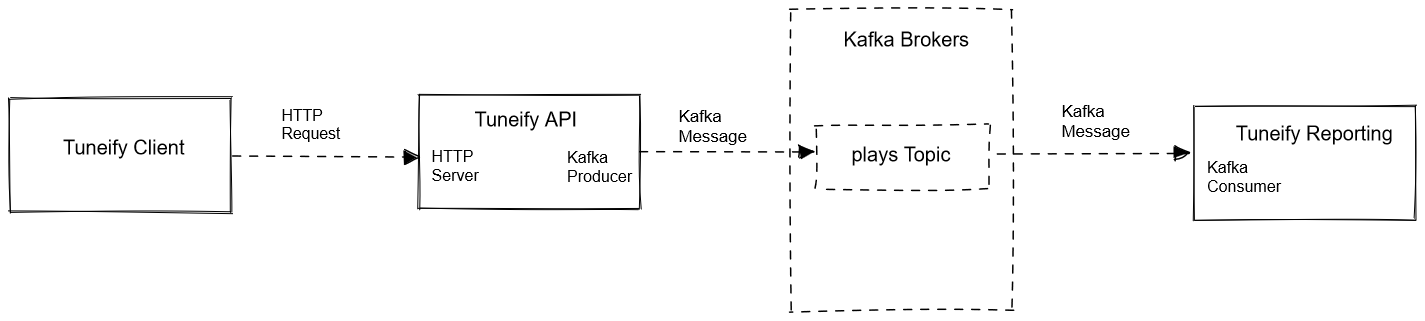 Tuneify Client
HTTP
Request
Tuneify API
HTTP
Server
Kafka
Producer
Kafka
Message
Kafka Brokers
plays Topic
Kafka
Message
Tuneify Reporting
Kafka
Consumer